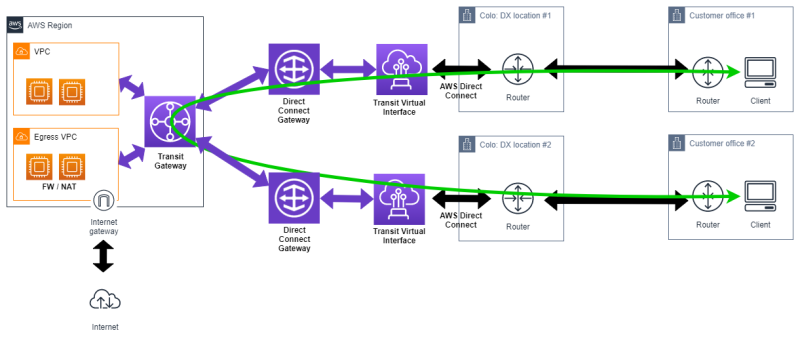 aws
AWS Region
VPC
Egress VPC
FW / NAT
Internet
gateway
Internet
Transit
Gateway
Direct
Connect
Gateway
Transit Virtual
Interface
AWS Direct
Connect
Colo: DX location #1
Router
Customer office #1
Router
Client
Direct
Connect
Gateway
Transit Virtual
Interface
AWS Direct
Connect
Colo: DX location #2
Router
Customer office #2
Router
Client